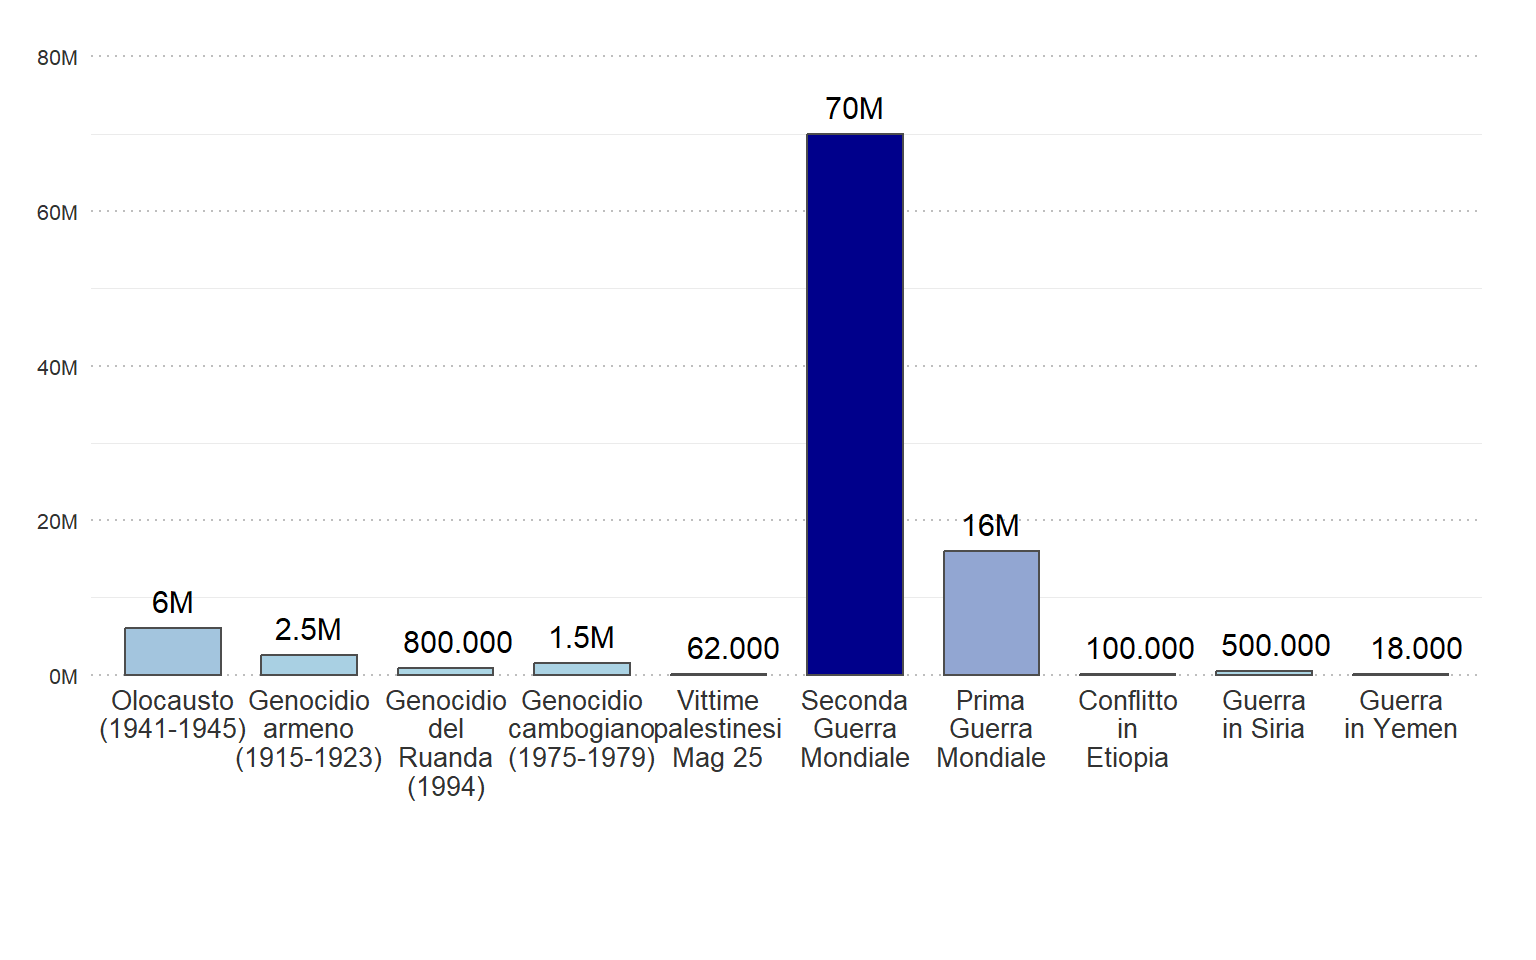 80M
60M
40M
20M
0M
6M
2.5M
800.000
1.5M
62.000
70M
16M
100.000
500.000
18.000
Olocausto
(1941-1945)
Genocidio
armeno
(1915-1923)
Genocidio
del
Ruanda
(1994)
Genocidio
cambogiano
(1975-1979)
Vittime
palestinesi
Mag 25
Seconda
Guerra
Mondiale
Prima
Guerra
Mondiale
Conflitto
in
Etiopia
Guerra
in Siria
Guerra
in Yemen